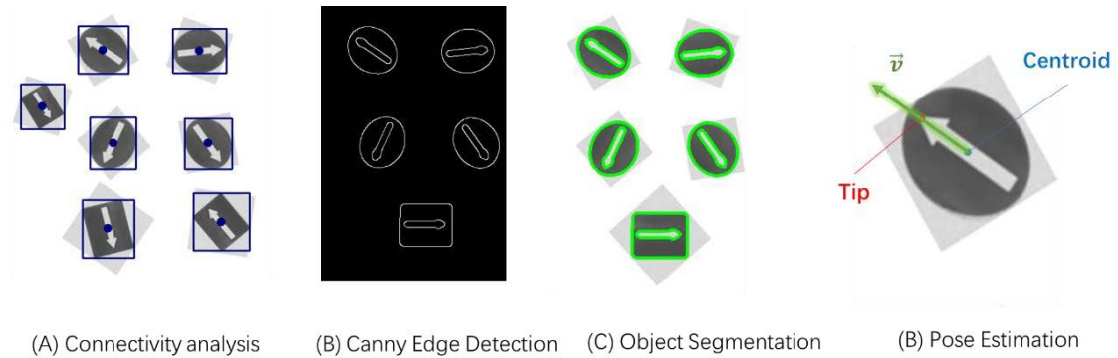 v⃗
Centroid
Tip
(A) Connectivity analysis
(B) Canny Edge Detection
(C) Object Segmentation
(B) Pose Estimation